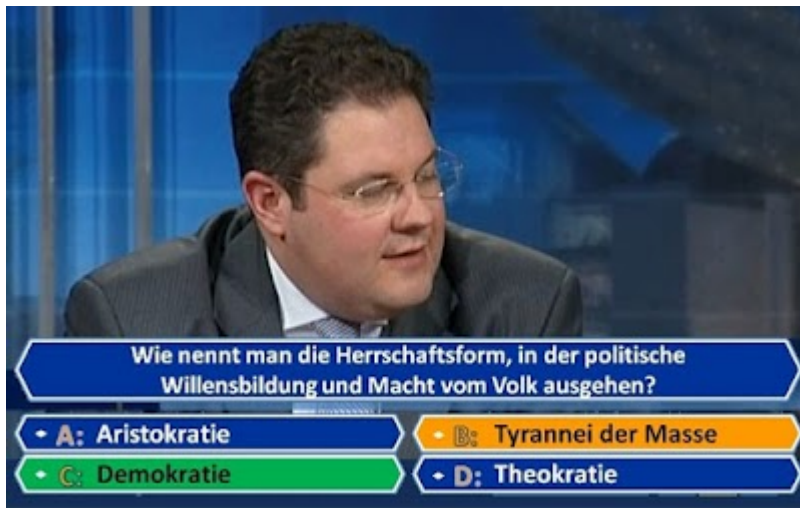 Wie nennt man die Herrschaftsform, in der politische
Willensbildung und Macht vom Volk ausgehen?
A: Aristokratie
B: Tyrannei der Masse
C: Demokratie
D: Theokratie